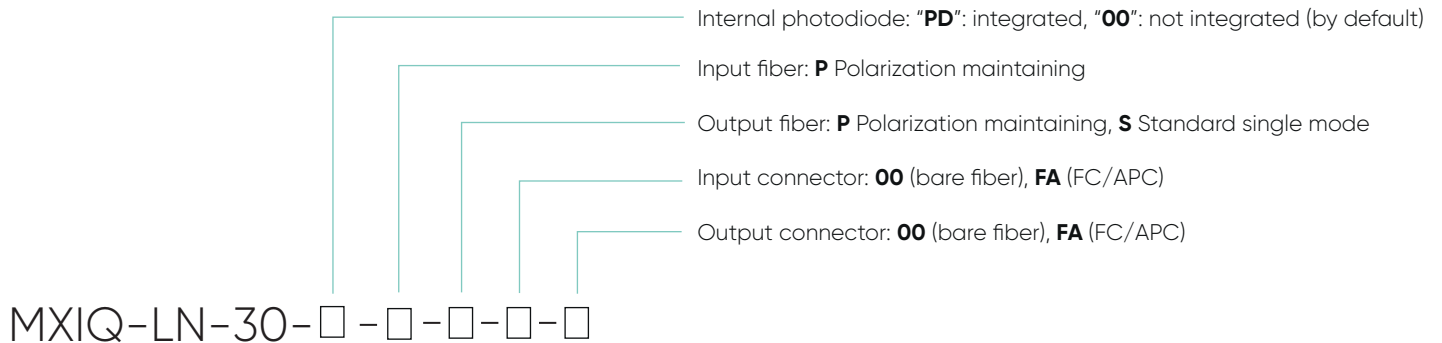 Internal photodiode: “PD”: integrated, “00”: not integrated (by default)
Input fiber: P Polarization maintaining
Output fiber: P Polarization maintaining, S Standard single mode
Input connector: 00 (bare fiber), FA (FC/APC)
Output connector: 00 (bare fiber), FA (FC/APC)
MXIQ-LN-30-□ -□-□-□-□